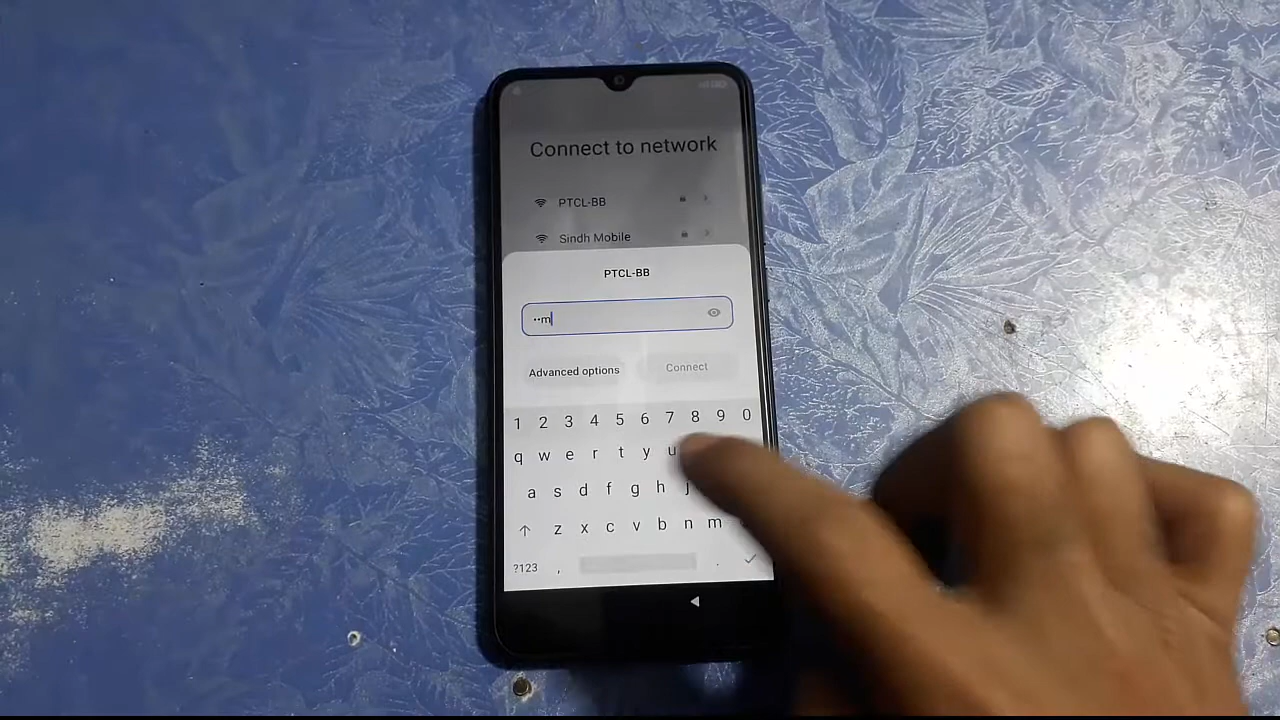 Connect to network
PTCL-BB
Sindh Mobile
PTCL-BB
••m
Advanced options Connect
1 2 3 4 5 6 7 8 9 0
q w e r t y u
a s d f g h j
z x c v b n m
?123 , .